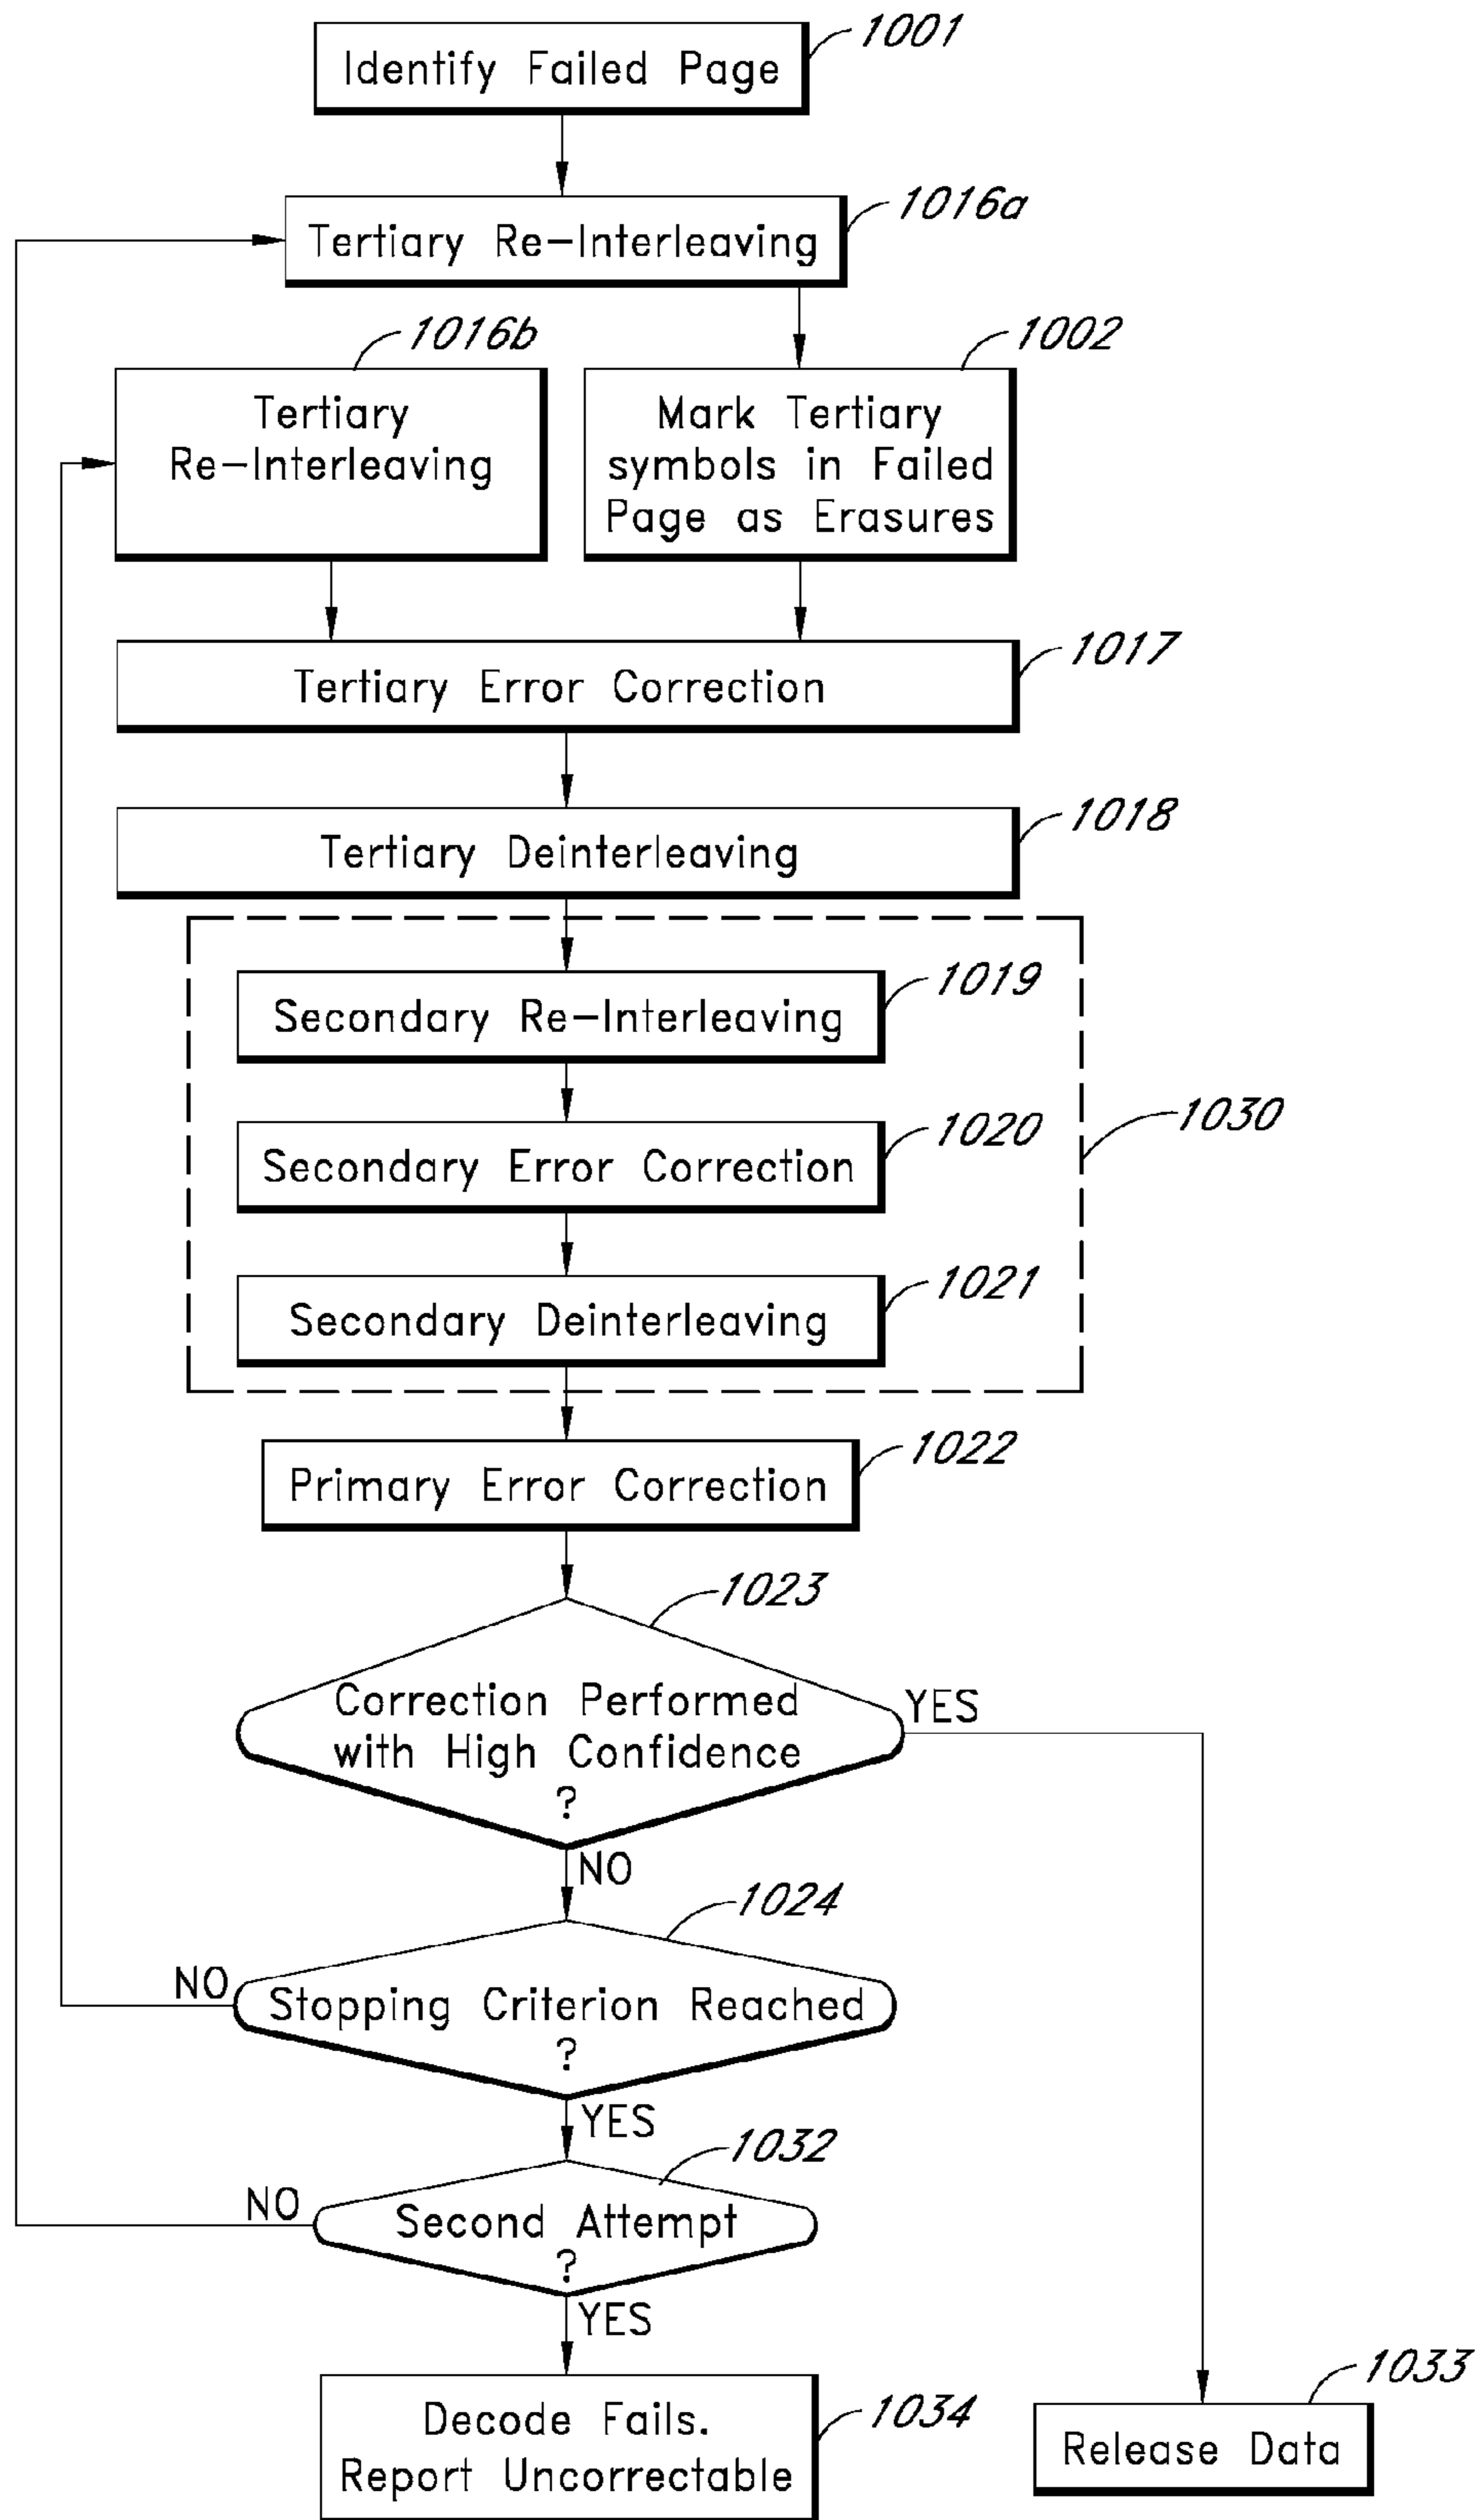 1001
Identify Failed Page
1016a
Tertiary Re-Interleaving
1016b
1002
Tertiary
Re-Interleaving
Mark Tertiary
symbols in Failed
Page as Erasures
1017
Tertiary Error Correction
1018
Tertiary Deinterleaving
1019
Secondary Re-Interleaving
1030
1020
Secondary Error Correction
1021
Secondary Deinterleaving
1022
Primary Error Correction
1023
Correction Performed
with High Confidence
?
YES
NO
1024
NO
Stopping Criterion Reached
?
YES
1032
NO
Second Attempt
?
YES
1034
Decode Fails.
Report Uncorrectable
1033
Release Data